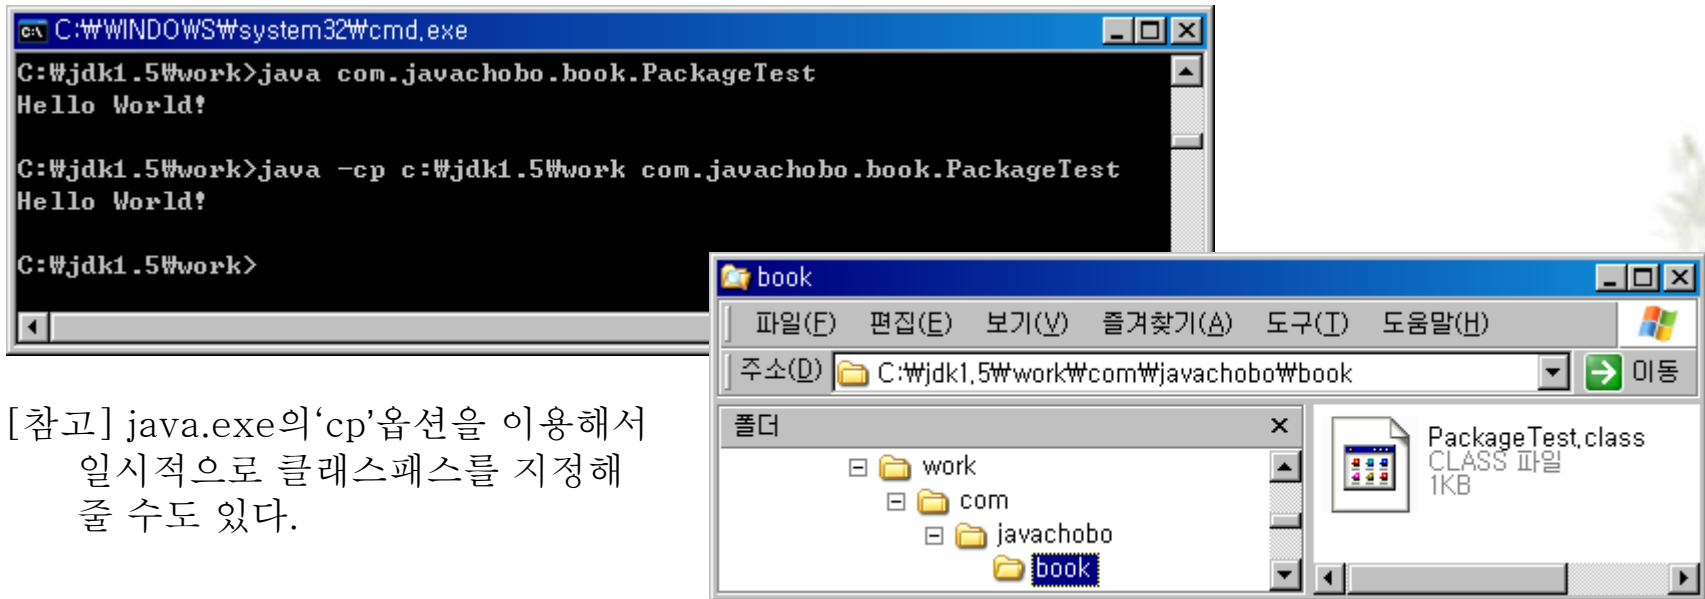 C:₩WINDOWS₩system32₩cmd.exe
C:₩jdk1.5₩work>java com.javachobo.book.PackageTest
Hello World!
C:₩jdk1.5₩work>java -cp c:₩jdk1.5₩work com.javachobo.book.PackageTest
Hello World!
C:₩jdk1.5₩work>
[참고] java.exe의‘cp’옵션을 이용해서
일시적으로 클래스패스를 지정해
줄 수도 있다.
book
파일(F) 편집(E) 보기(V) 즐겨찾기(A) 도구(T) 도움말(H)
주소(D) C:₩jdk1.5₩work₩com₩javachobo₩book 이동
폴더
work
com
javachobo
book
PackageTest.class
CLASS 파일
1KB